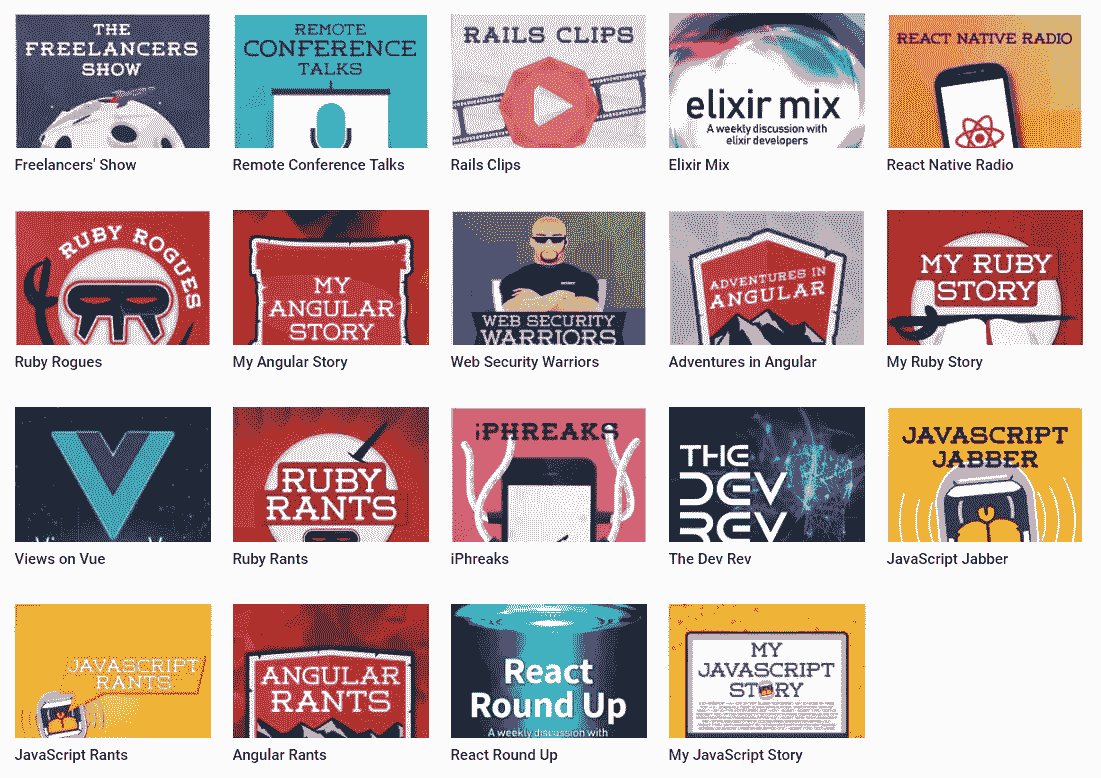 THE
FREELANCERS
SHOW
Freelancers' Show
REMOTE
CONFERENCE
TALKS
Remote Conference Talks
RAILS CLIPS
Rails Clips
elixir mix
A weekly discussion with
elixir developers
Elixir Mix
REACT NATIVE RADIO
React Native Radio
RUBY ROGUES
Ruby Rogues
MY
ANGULAR
STORY
My Angular Story
WEB SECURITY
WARRIORS
Web Security Warriors
ADVENTURES IN
ANGULAR
Adventures in Angular
MY RUBY
STORY
My Ruby Story
Views on Vue
RUBY
RANTS
Ruby Rants
iPHREAKS
iPhreaks
THE
DEV
REV
The Dev Rev
JAVASCRIPT
JABBER
JavaScript Jabber
JAVASCRIPT
RANTS
JavaScript Rants
ANGULAR
RANTS
Angular Rants
React
Round Up
A weekly discussion with
React Round Up
MY
JAVASCRIPT
STORY
My JavaScript Story